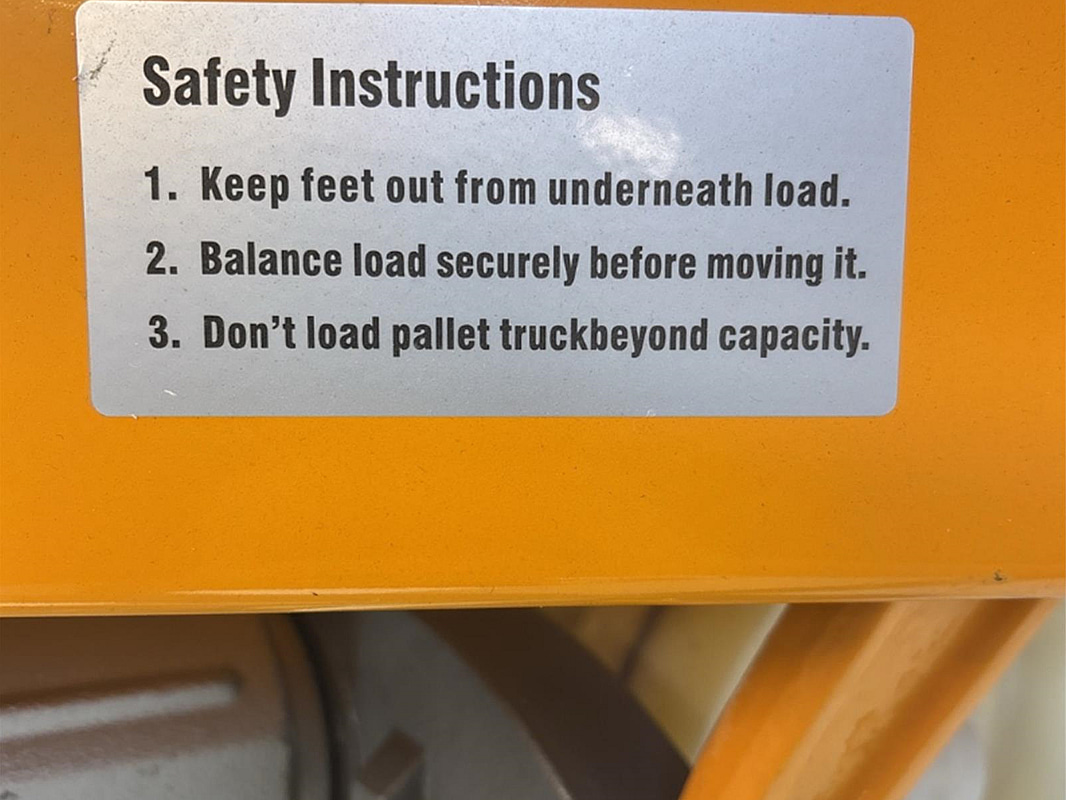 Safety Instructions
1. Keep feet out from underneath load.
2. Balance load securely before moving it.
3. Don't load pallet truckbeyond capacity.